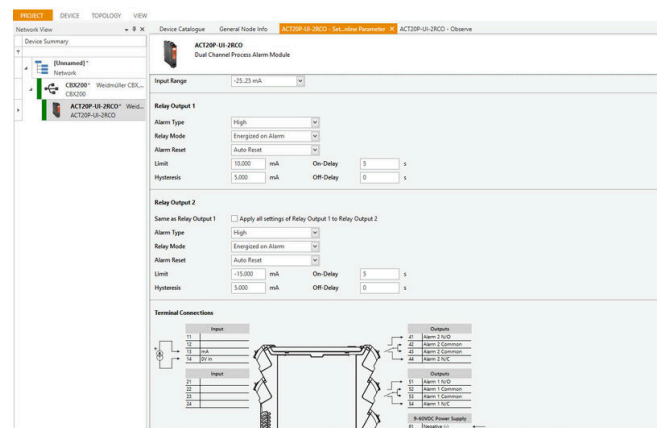 PROJECT DEVICE TOPOLOGY VIEW
Network View
Device Catalogue General Node Info ACT20P-UI-2RCO - Set...nline Parameter × ACT20P-UI-2RCO - Observe
Device Summary
[Unnamed]*
Network
CBX200* Weidmüller CBX...
CBX200
ACT20P-UI-2RCO* Weid...
ACT20P-UI-2RCO
ACT20P-UI-2RCO
Dual Channel Process Alarm Module
Input Range -25..25 mA
Relay Output 1
Alarm Type High
Relay Mode Energized on Alarm
Alarm Reset Auto Reset
Limit 10.000 mA On-Delay 5 s
Hysteresis 5.000 mA Off-Delay 0 s
Relay Output 2
Same as Relay Output 1 Apply all settings of Relay Output 1 to Relay Output 2
Alarm Type High
Relay Mode Energized on Alarm
Alarm Reset Auto Reset
Limit -15.000 mA On-Delay 5 s
Hysteresis 5.000 mA Off-Delay 0 s
Terminal Connections
Input
11
12
13 mA
14 0V in
Input
21
22
23
24
Outputs
41 Alarm 2 N/O
42 Alarm 2 Common
43 Alarm 2 Common
44 Alarm 2 N/C
Outputs
51 Alarm 1 N/O
52 Alarm 1 Common
53 Alarm 1 Common
54 Alarm 1 N/C
9-60VDC Power Supply
61 Negative (-)